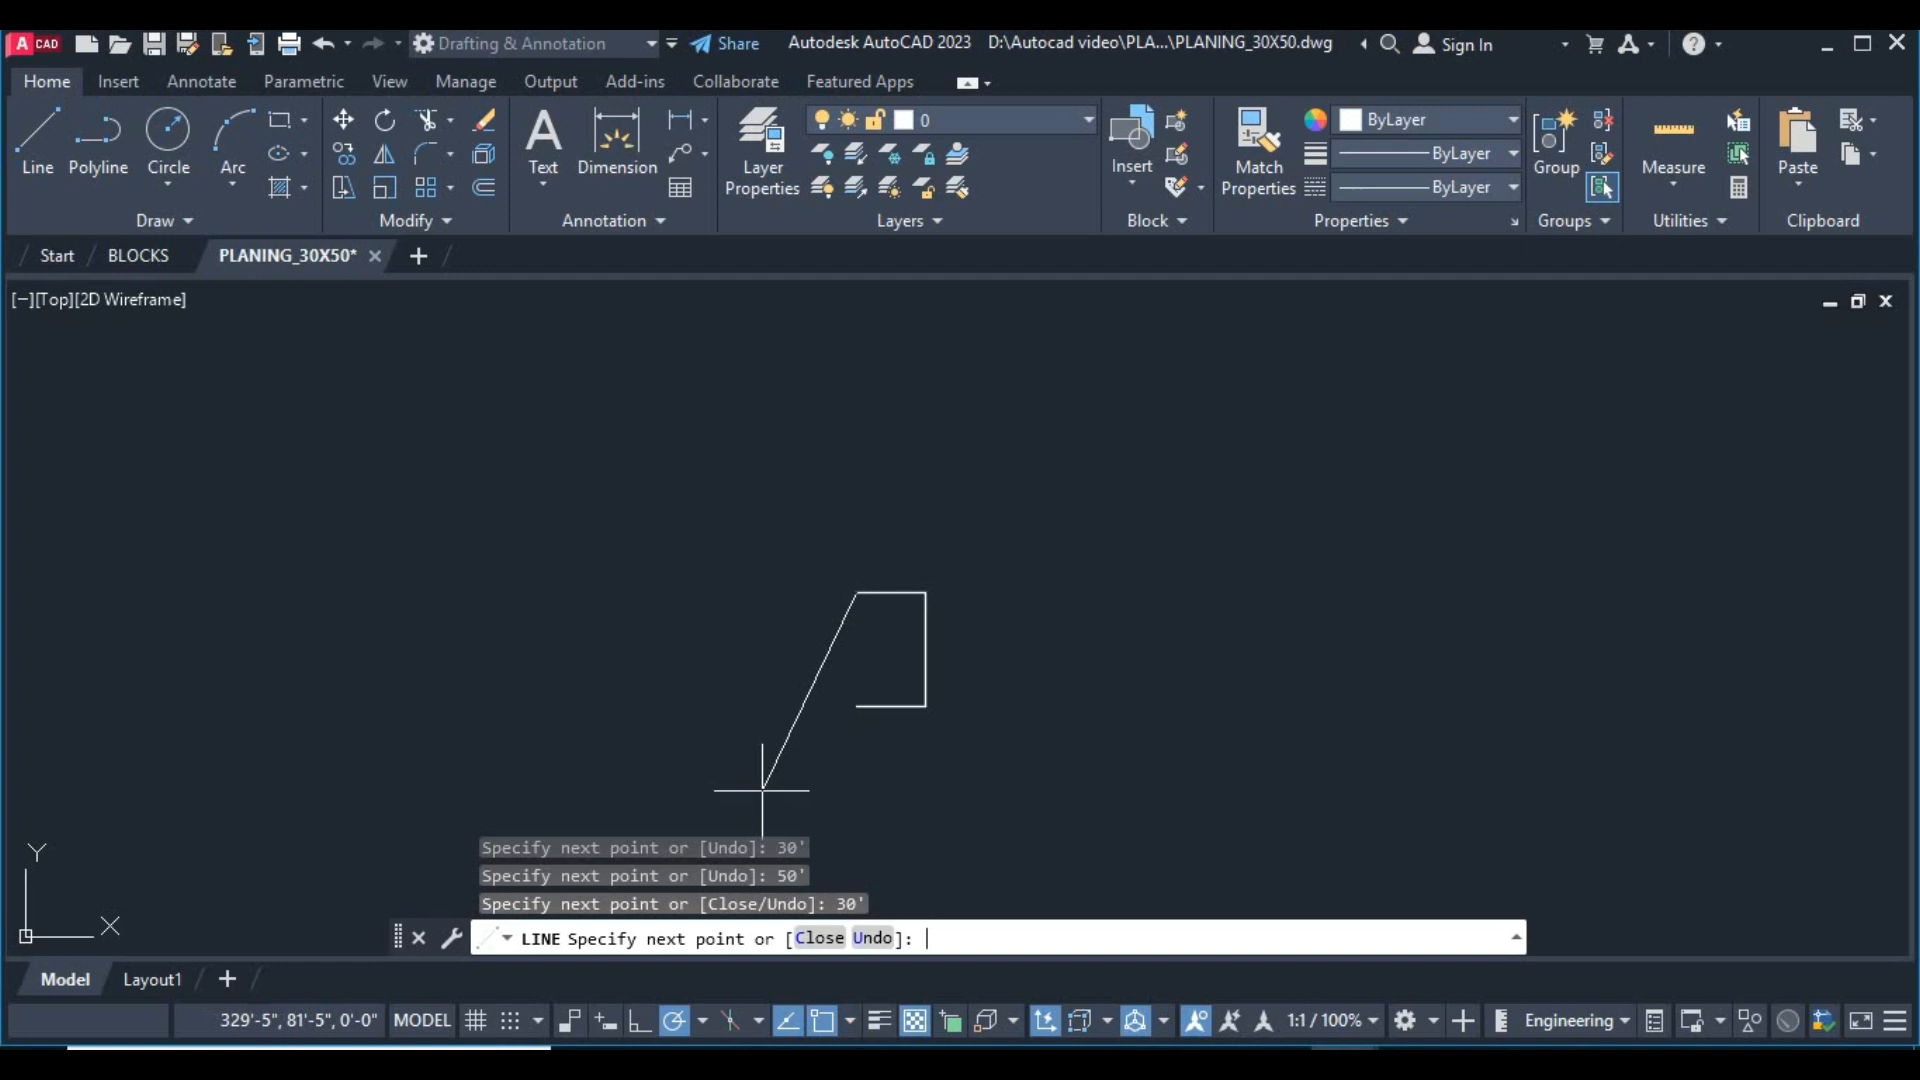 A CAD Drafting & Annotation Share Autodesk AutoCAD 2023 D:\Autocad video\PLA...\PLANING_30X50.dwg Sign In
Home Insert Annotate Parametric View Manage Output Add-ins Collaborate Featured Apps
0 ByLayer
Line Polyline Circle Arc Text Dimension Layer Properties Insert Match Properties ByLayer Group Measure Paste
ByLayer
Draw Modify Annotation Layers Block Properties Groups Utilities Clipboard
Start BLOCKS PLANING_30X50*
[−][Top][2D Wireframe]
Specify next point or [Undo]: 30'
Y
Specify next point or [Undo]: 50'
Specify next point or [Close/Undo]: 30'
X
LINE Specify next point or [Close Undo]:
Model Layout1
329'-5", 81'-5", 0'-0" MODEL 1:1 / 100% Engineering